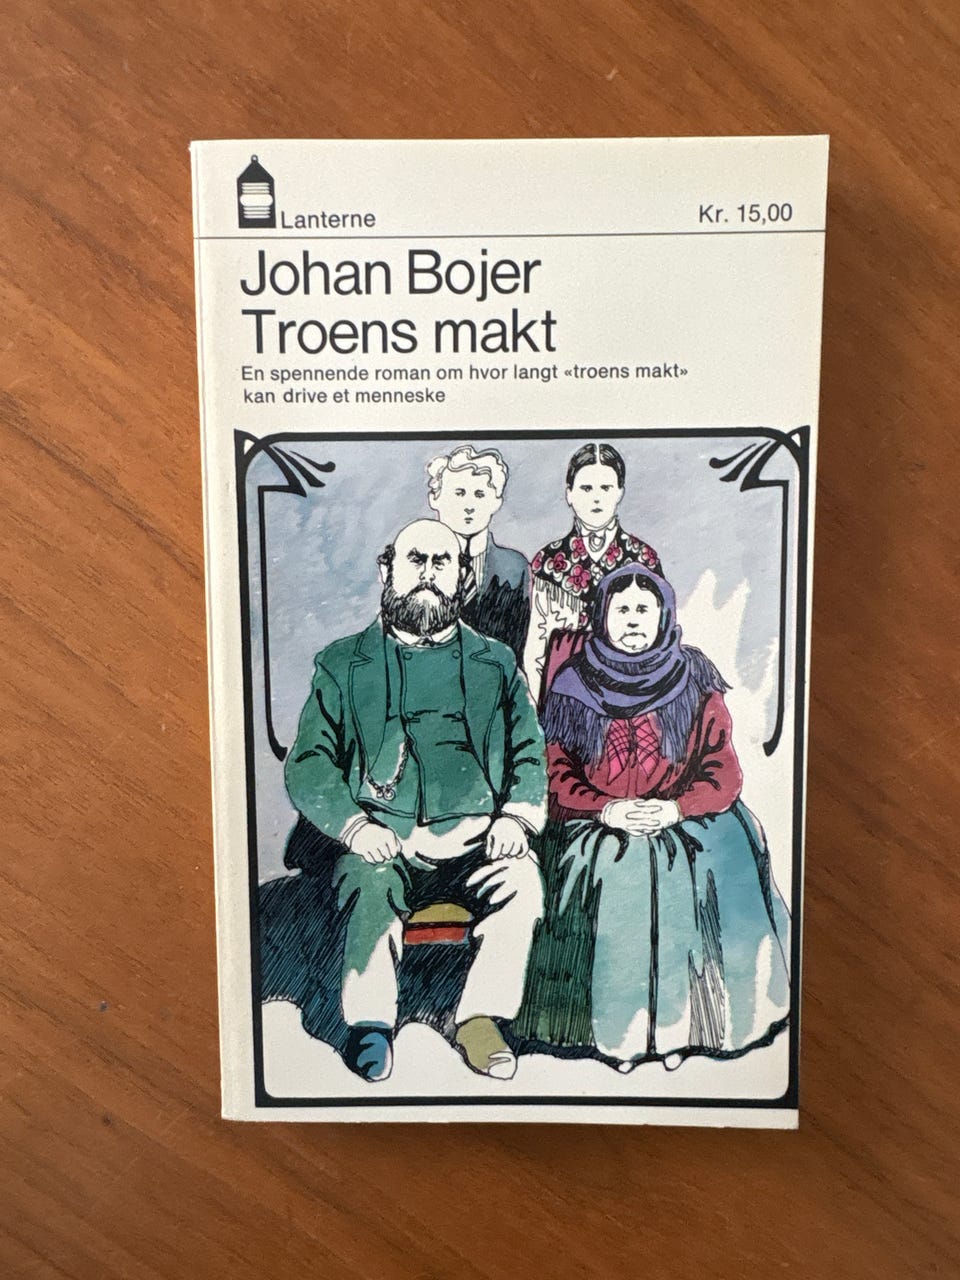 Lanterne
Kr. 15,00
Johan Bojer
Troens makt
En spennende roman om hvor langt «troens makt»
kan drive et menneske